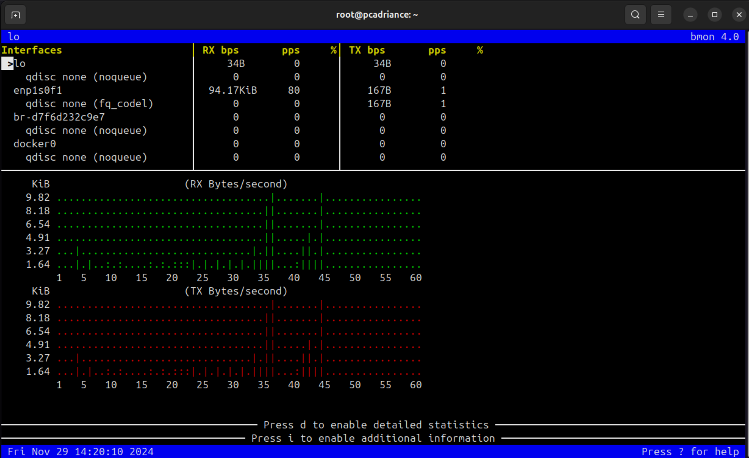 root@pcadriance: ~
lo bmon 4.0
Interfaces RX bps pps % TX bps pps %
>lo 34B 0 34B 0
qdisc none (noqueue) 0 0 0 0
enp1s0f1 94.17KiB 80 167B 1
qdisc none (fq_codel) 0 0 167B 1
br-d7f6d232c9e7 0 0 0 0
qdisc none (noqueue) 0 0 0 0
docker0 0 0 0 0
qdisc none (noqueue) 0 0 0 0
KiB (RX Bytes/second)
9.82
8.18
6.54
4.91
3.27
1.64
1 5 10 15 20 25 30 35 40 45 50 55 60
KiB (TX Bytes/second)
9.82
8.18
6.54
4.91
3.27
1.64
1 5 10 15 20 25 30 35 40 45 50 55 60
Press d to enable detailed statistics
Press i to enable additional information
Fri Nov 29 14:20:10 2024 Press ? for help